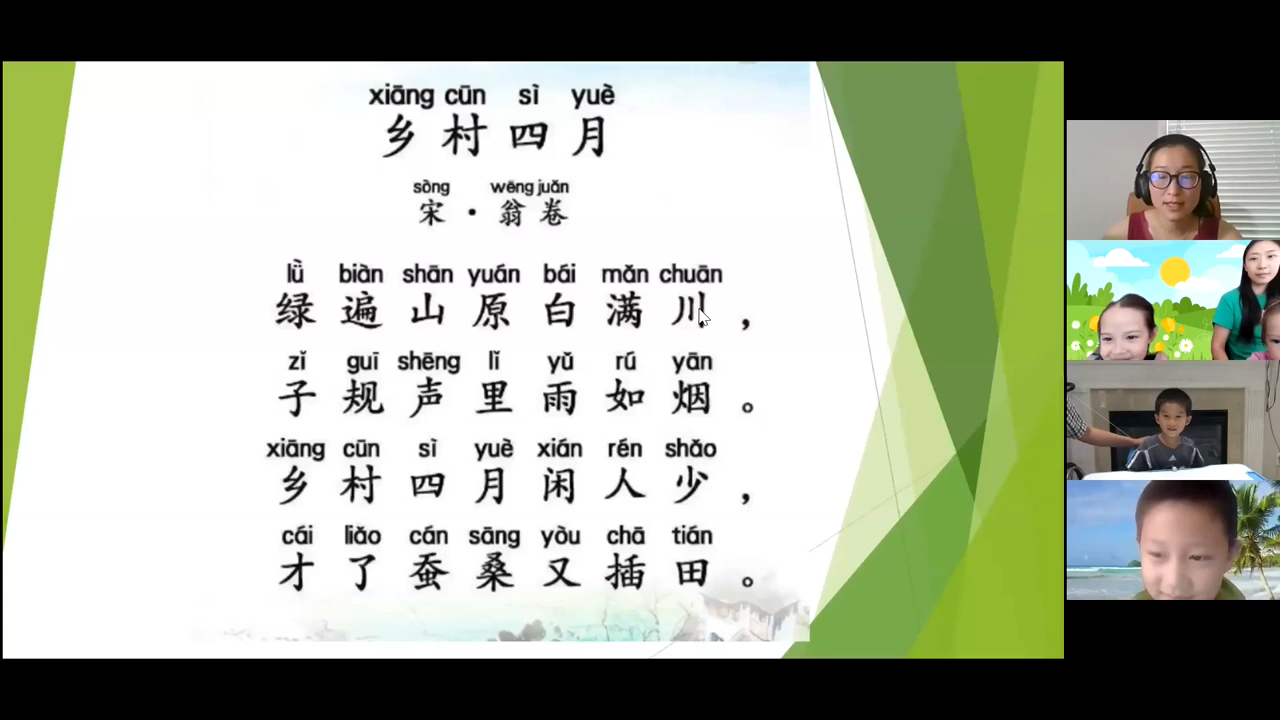 xiāng cūn sì yuè
乡村四月
sòng wēng juǎn
宋·翁卷
lǜ biàn shān yuán bái mǎn chuān
绿遍山原白满川，
zǐ guī shēng lǐ yǔ rú yān
子规声里雨如烟。
xiāng cūn sì yuè xián rén shǎo
乡村四月闲人少，
cái liǎo cán sāng yòu chā tián
才了蚕桑又插田。